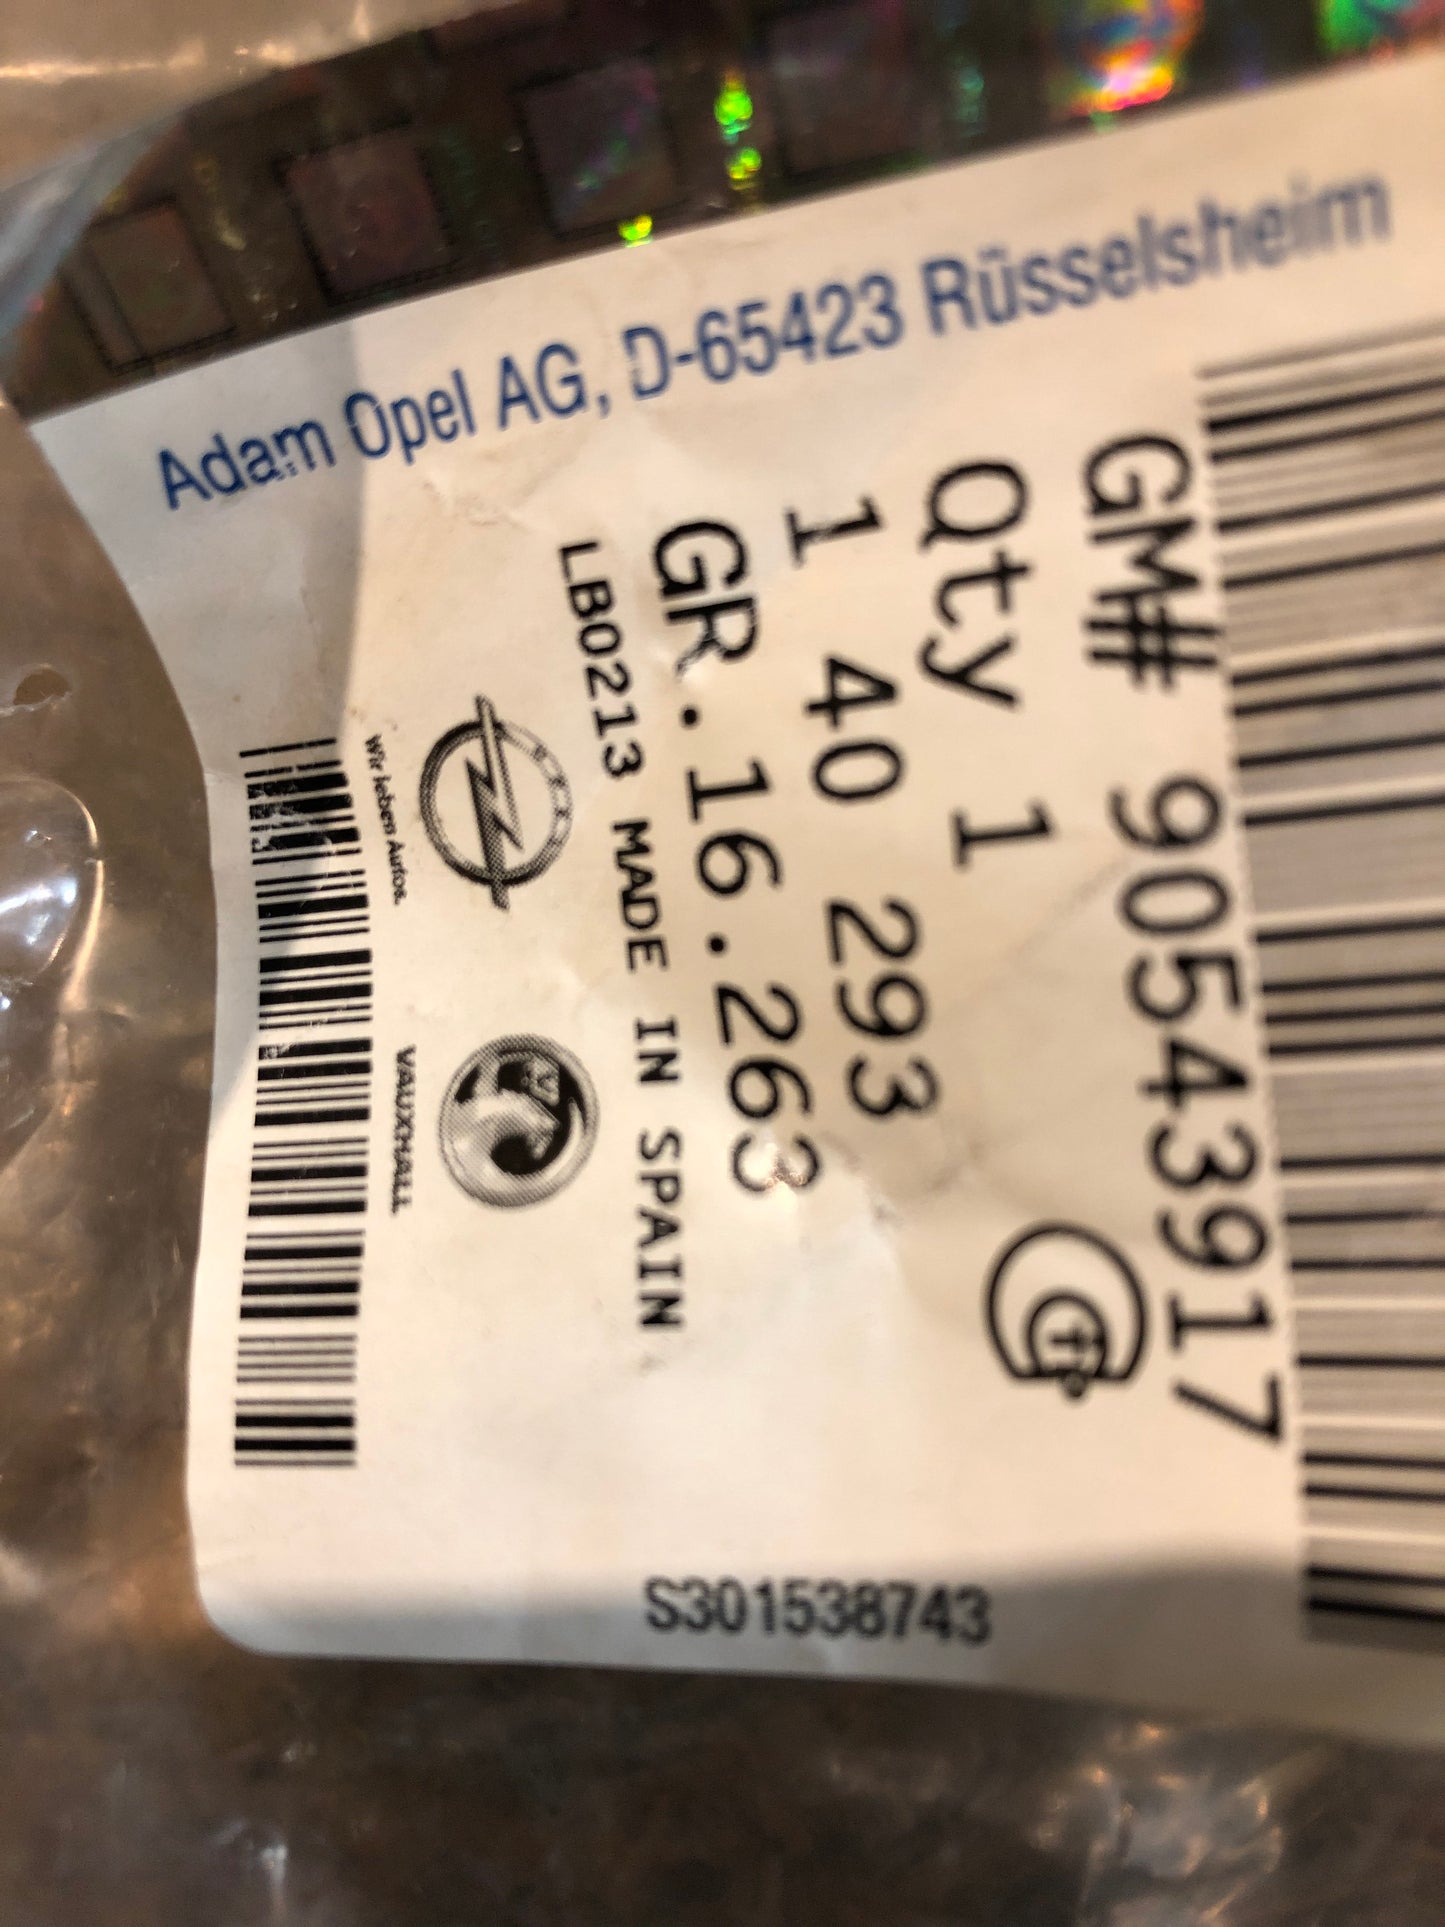 Adam Opel AG, D-65423 Rüsselsheim
GM# 90543917
Qty 1
1 40 293
GR.16.263
LB0213 MADE IN SPAIN
Wir leben Autos.
VAUXHALL
S301538743